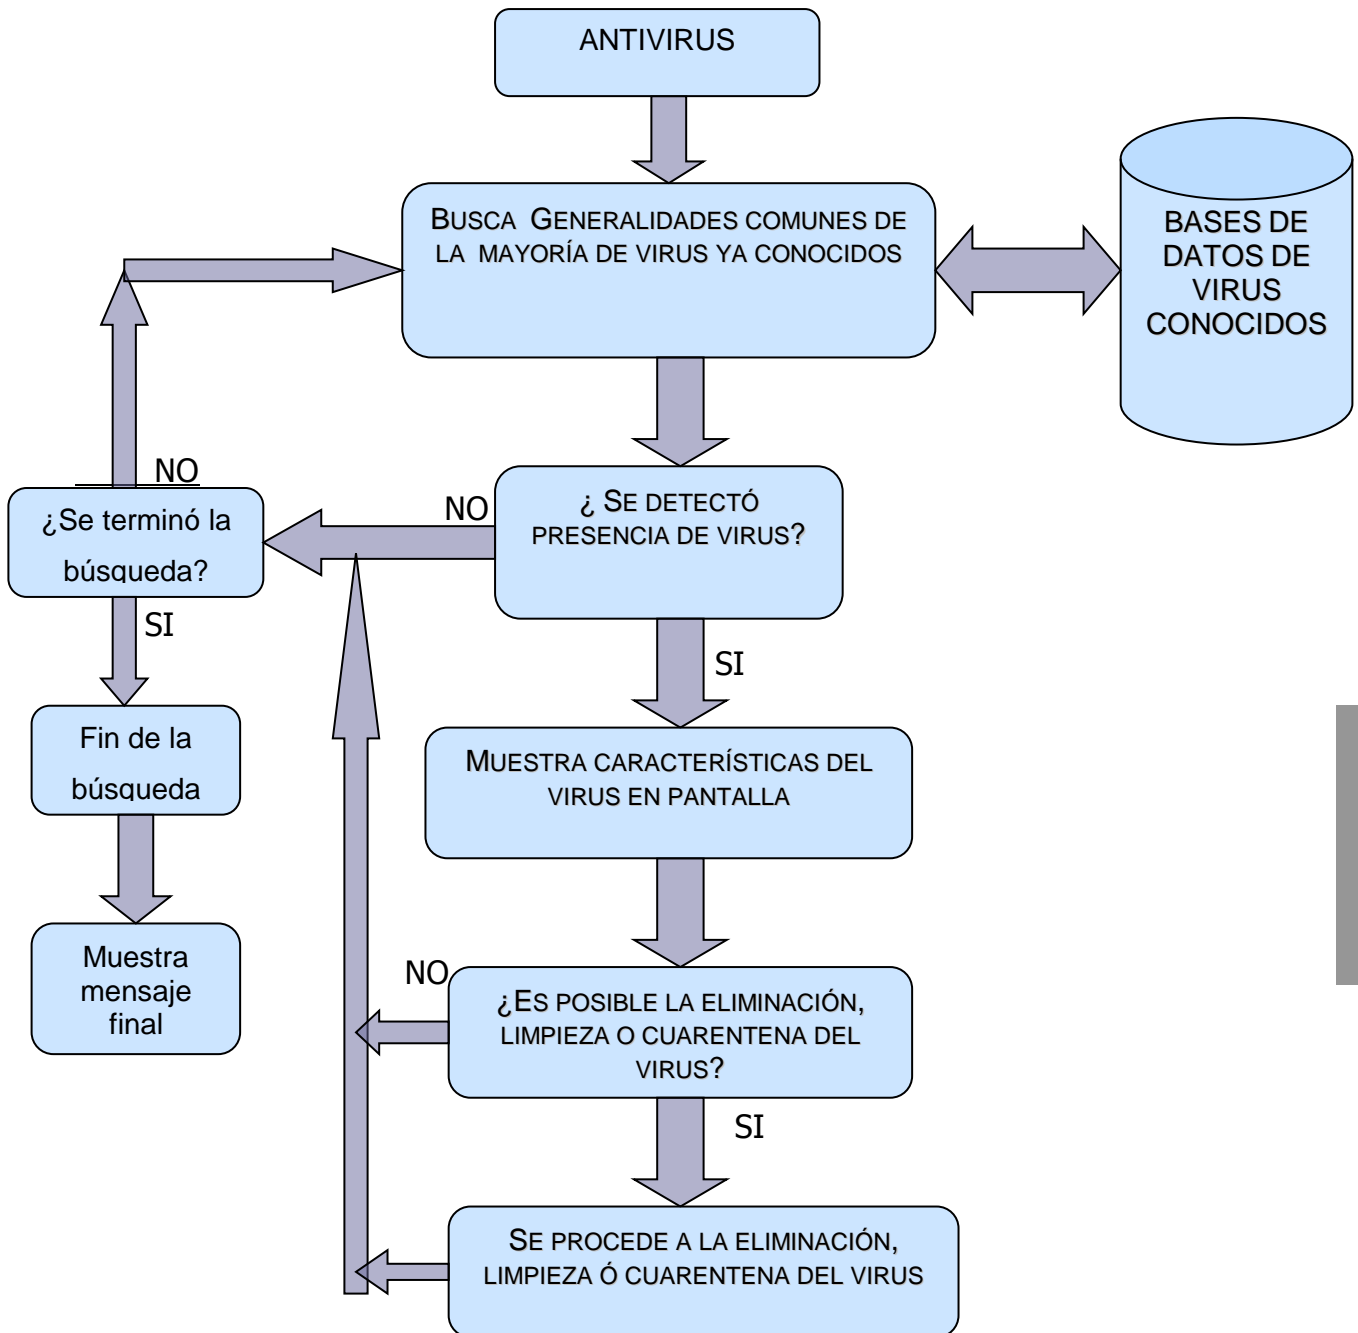 ANTIVIRUS
BUSCA GENERALIDADES COMUNES DE
LA MAYORÍA DE VIRUS YA CONOCIDOS
BASES DE
DATOS DE
VIRUS
CONOCIDOS
NO
¿Se terminó la
búsqueda?
NO
¿ SE DETECTÓ
PRESENCIA DE VIRUS?
SI
SI
Fin de la
búsqueda
MUESTRA CARACTERÍSTICAS DEL
VIRUS EN PANTALLA
Muestra
mensaje
final
NO
¿ES POSIBLE LA ELIMINACIÓN,
LIMPIEZA O CUARENTENA DEL
VIRUS?
SI
SE PROCEDE A LA ELIMINACIÓN,
LIMPIEZA Ó CUARENTENA DEL VIRUS